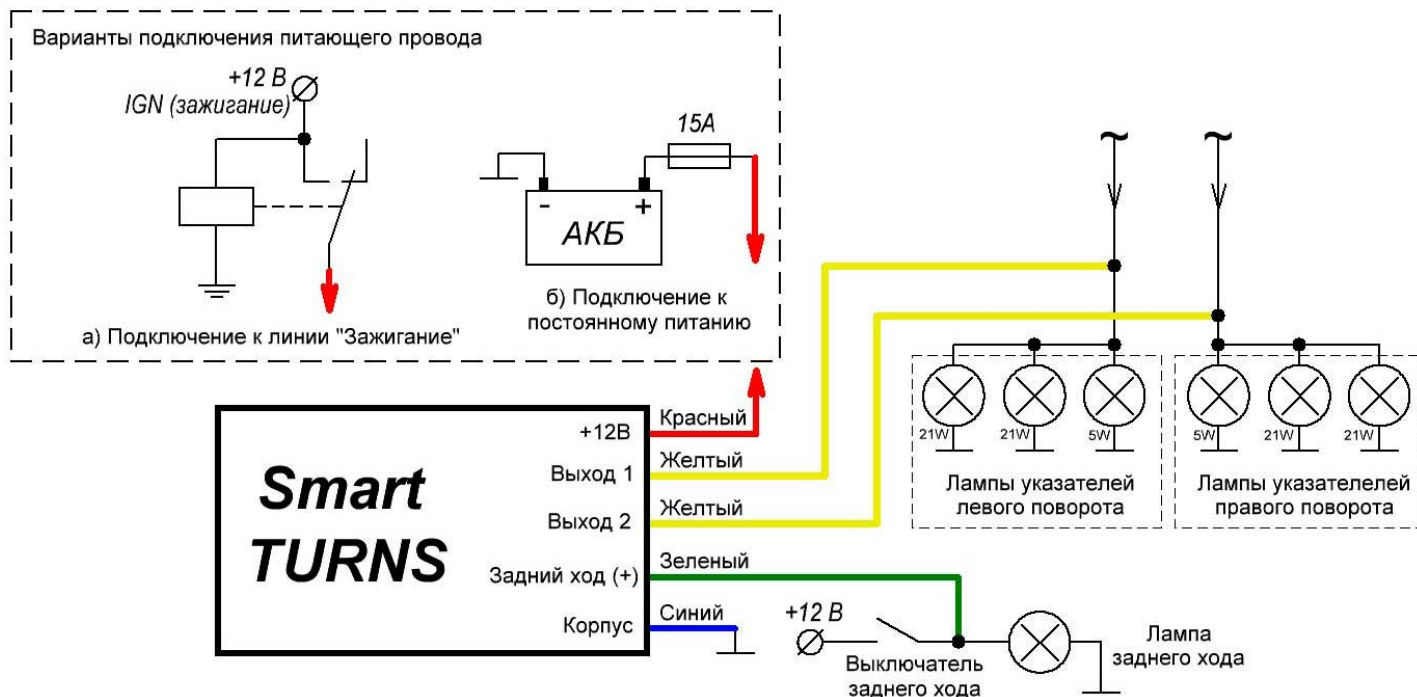 Варианты подключения питающего провода
+12 В
IGN (зажигание)
15А
- +
АКБ
а) Подключение к линии "Зажигание"
б) Подключение к
постоянному питанию
~ ~
21W 21W 5W
5W 21W 21W
Лампы указателей
левого поворота
Лампы указателелей
правого поворота
Smart
TURNS
+12В
Выход 1
Выход 2
Задний ход (+)
Корпус
Красный
Желтый
Желтый
Зеленый
Синий
+12 В
Выключатель
заднего хода
Лампа
заднего хода